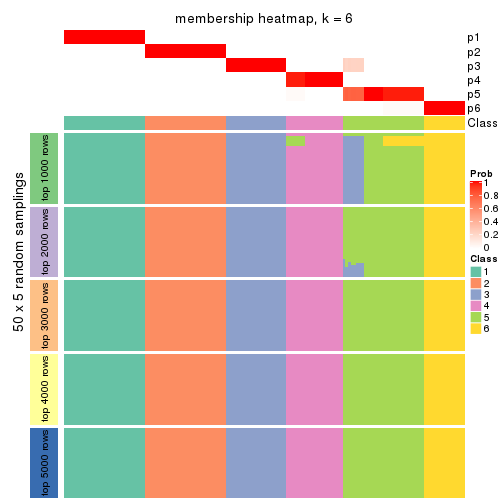 membership heatmap, k = 6
p1
p2
p3
p4
p5
p6
Class
50 x 5 random samplings
top 1000 rows
top 2000 rows
top 3000 rows
top 4000 rows
top 5000 rows
Prob
1
0.8
0.6
0.4
0.2
0
Class
1
2
3
4
5
6